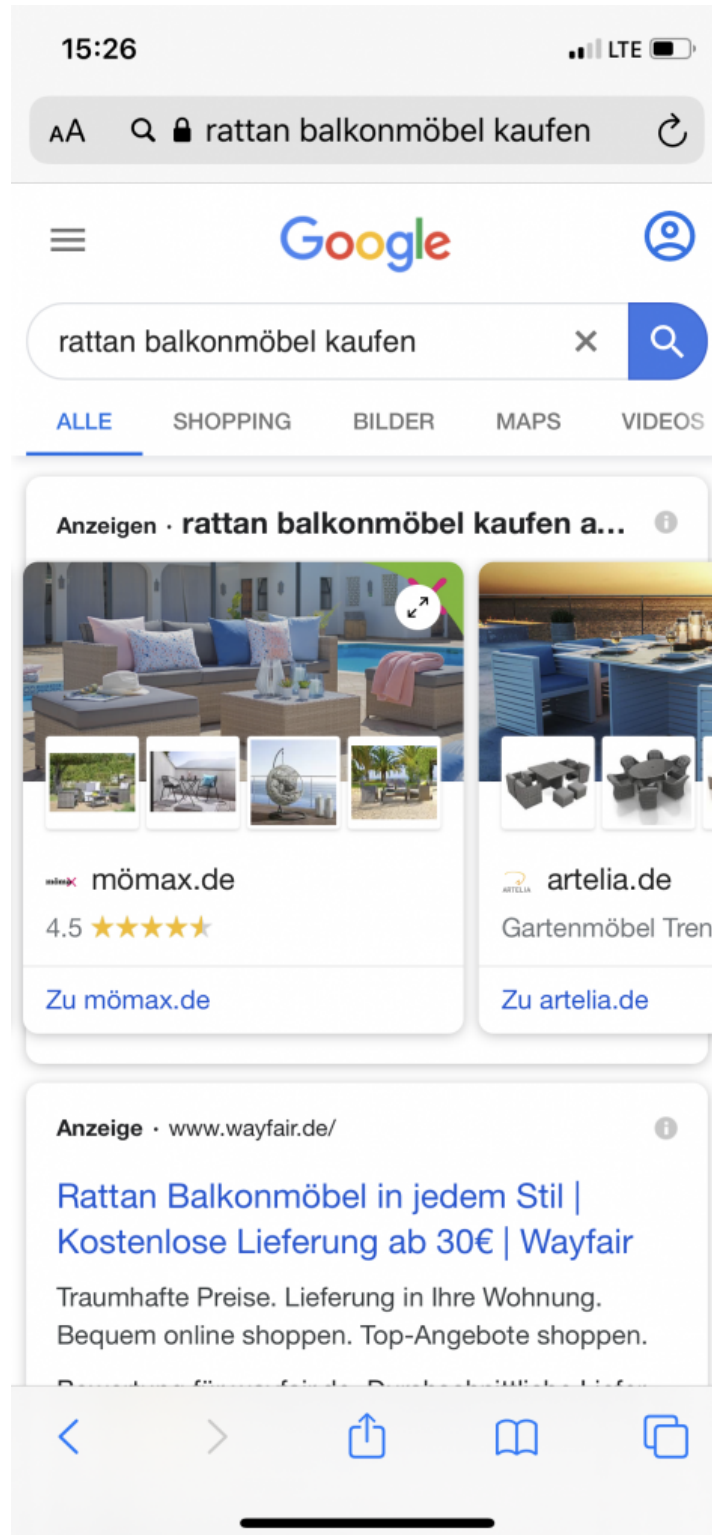 15:26
LTE
AA rattan balkonmöbel kaufen
Google
rattan balkonmöbel kaufen
ALLE SHOPPING BILDER MAPS VIDEOS
Anzeigen · rattan balkonmöbel kaufen a...
mömax mömax.de
ARTELIA artelia.de
4.5
Gartenmöbel Tren
Zu mömax.de
Zu artelia.de
Anzeige · www.wayfair.de/
Rattan Balkonmöbel in jedem Stil |
Kostenlose Lieferung ab 30€ | Wayfair
Traumhafte Preise. Lieferung in Ihre Wohnung.
Bequem online shoppen. Top-Angebote shoppen.